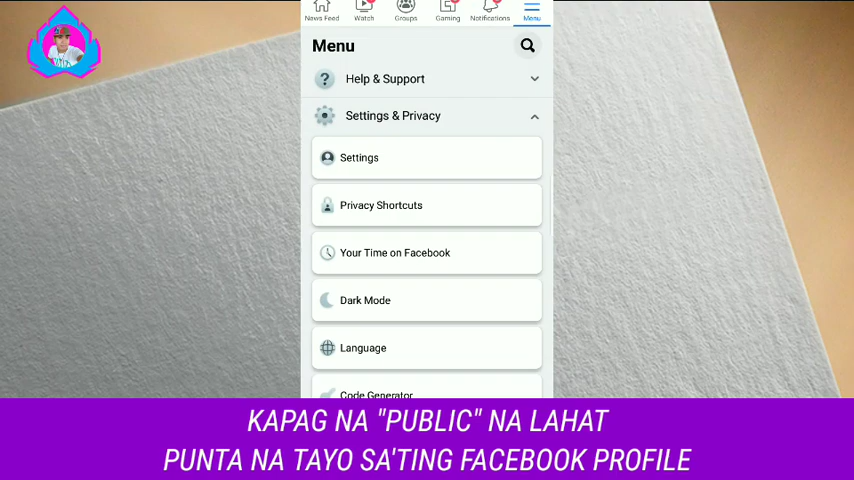 News Feed Watch Groups Gaming Notifications Menu
Menu
Help & Support
Settings & Privacy
Settings
Privacy Shortcuts
Your Time on Facebook
Dark Mode
Language
Code Generator
KAPAG NA "PUBLIC" NA LAHAT
PUNTA NA TAYO SA'TING FACEBOOK PROFILE